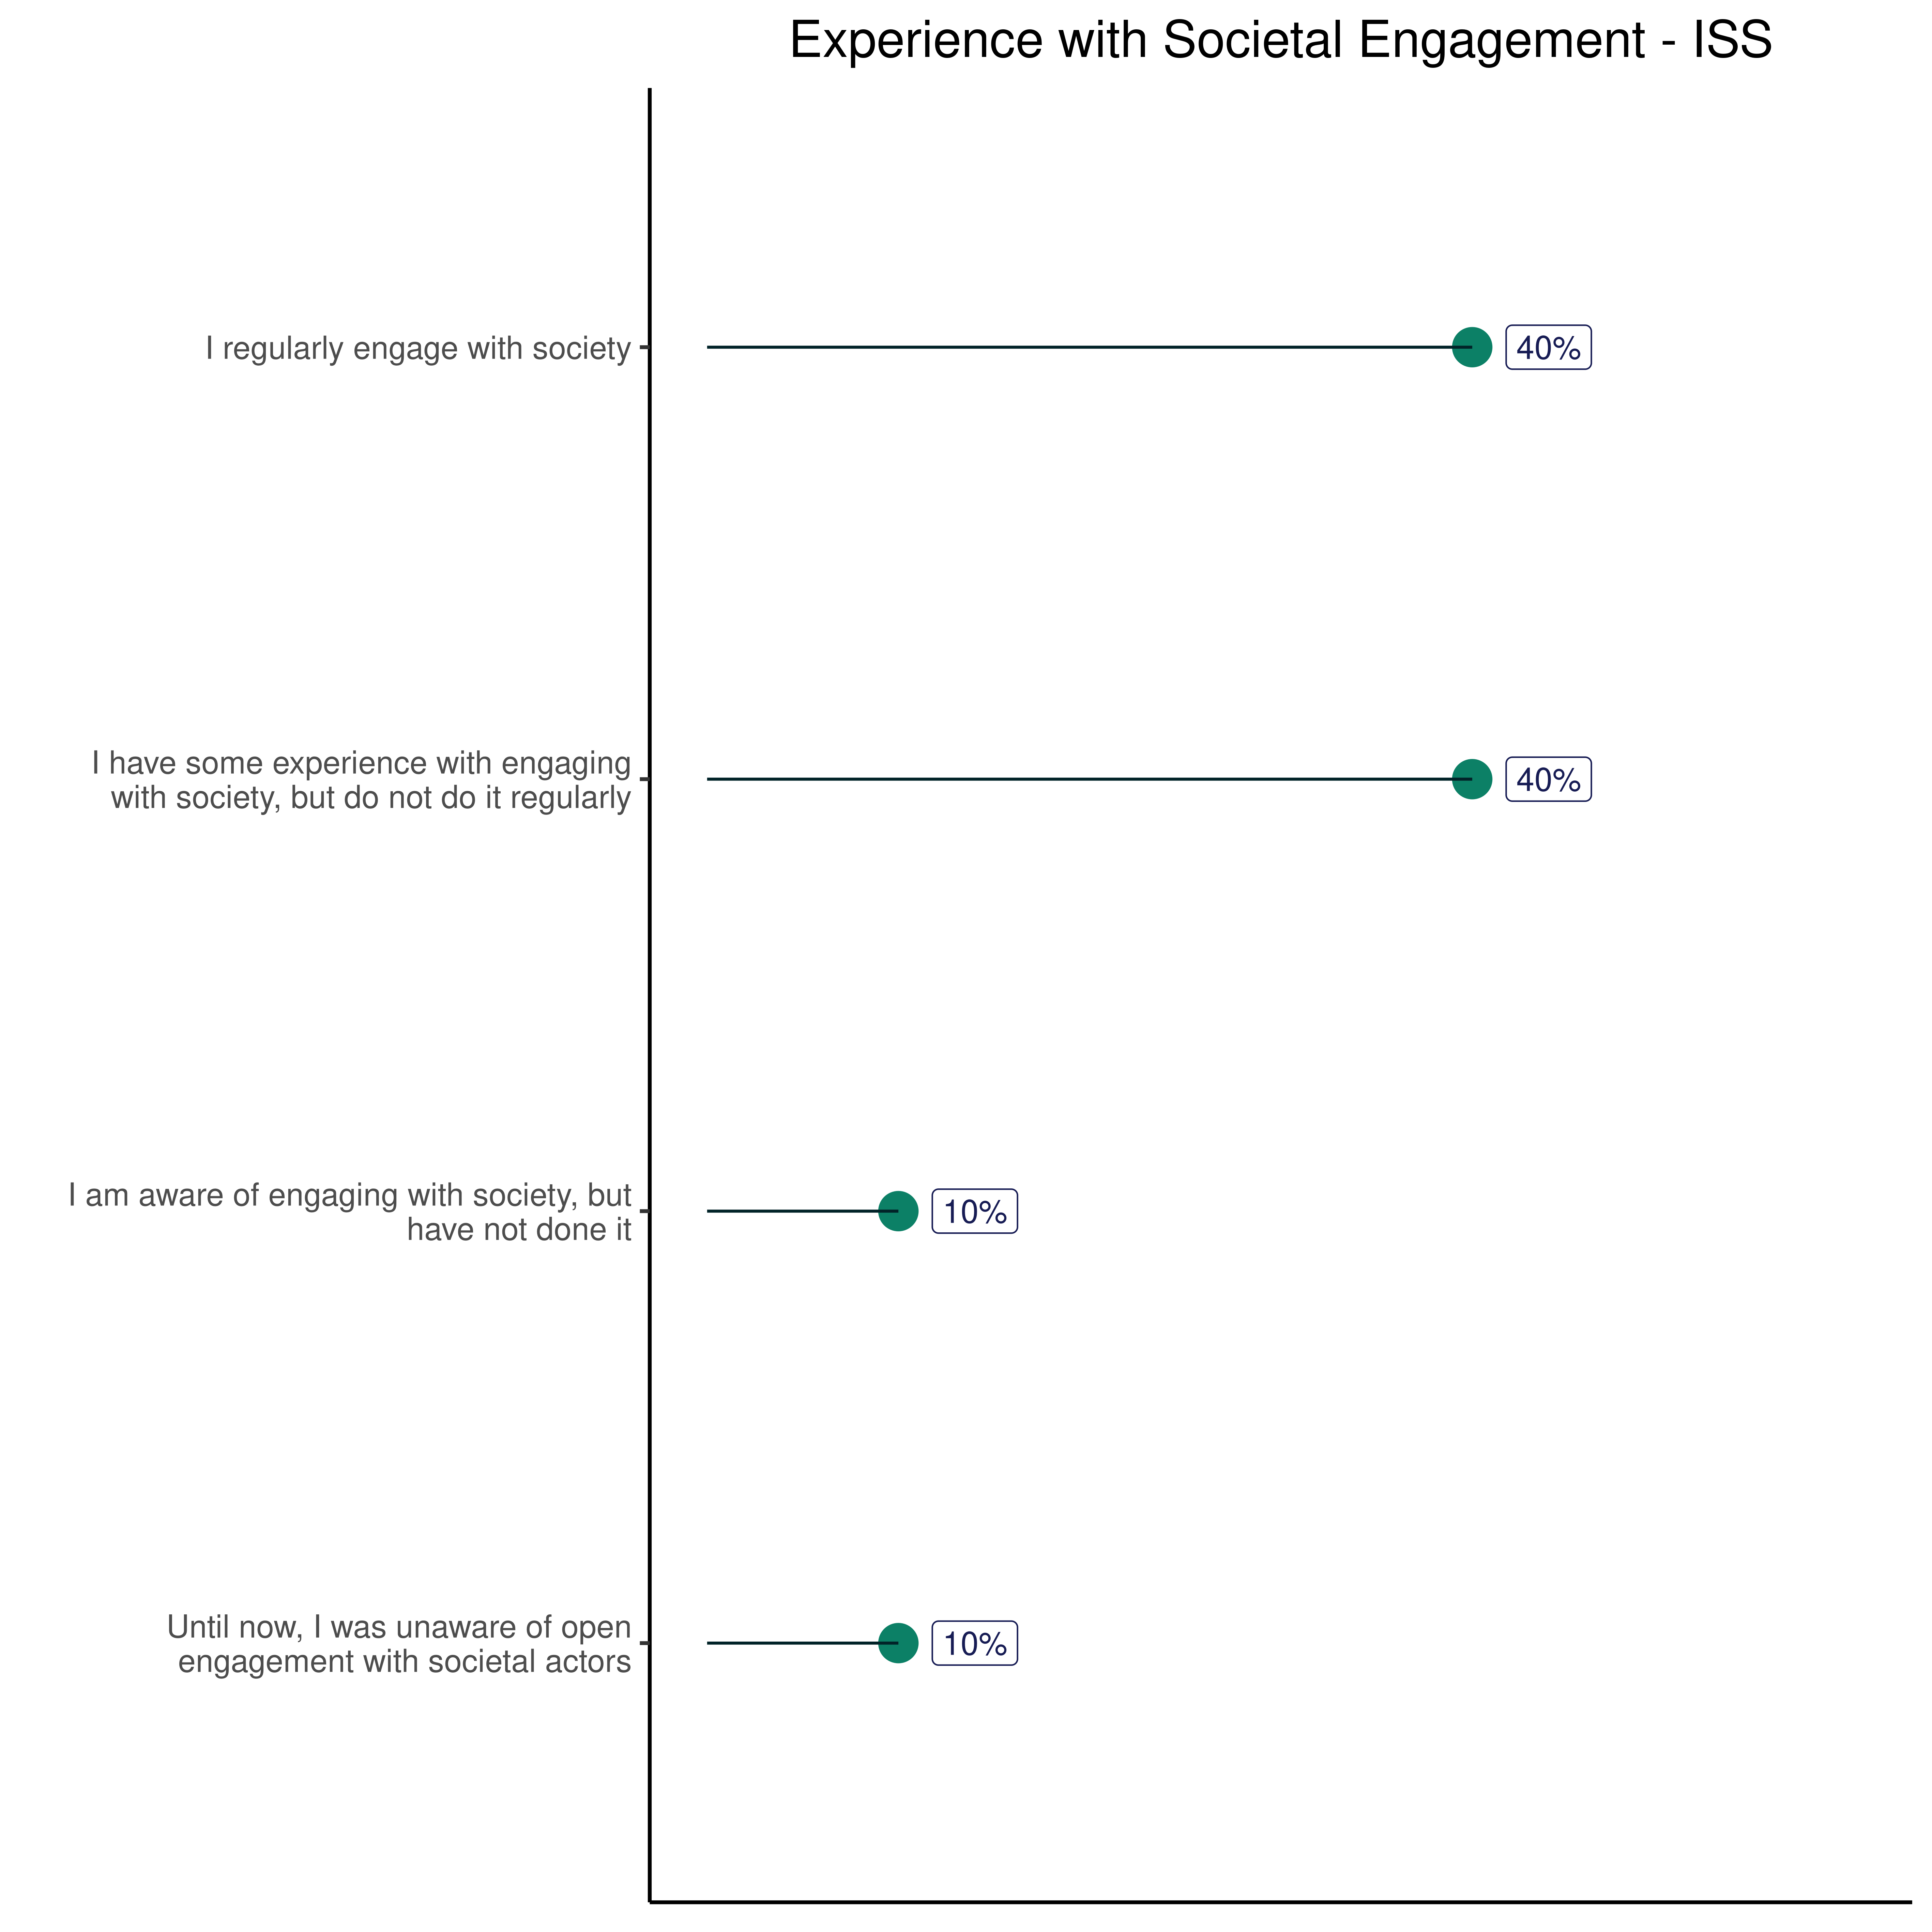 Experience with Societal Engagement - ISS
I regularly engage with society
40%
I have some experience with engaging
with society, but do not do it regularly
40%
I am aware of engaging with society, but
have not done it
10%
Until now, I was unaware of open
engagement with societal actors
10%